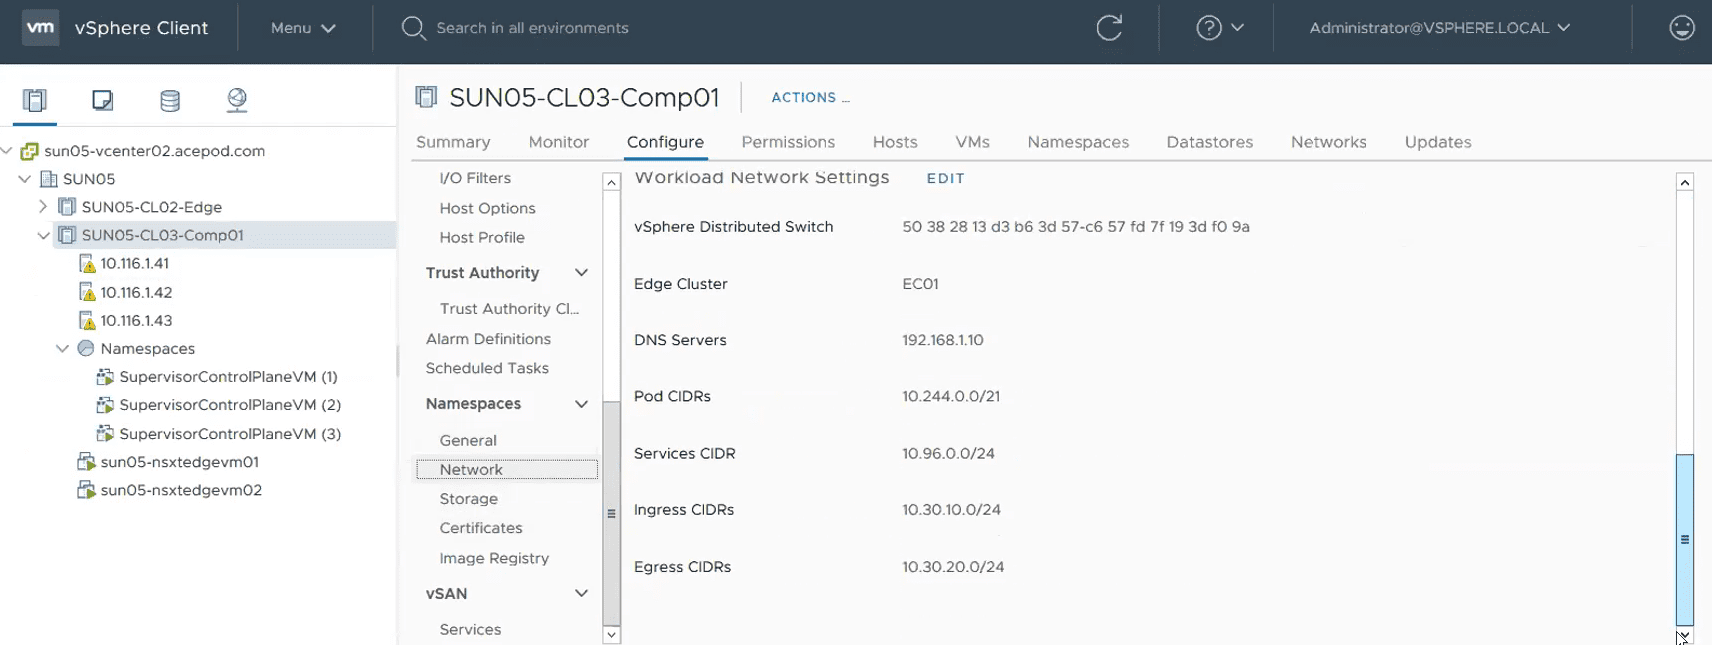 vm vSphere Client Menu Search in all environments Administrator@VSPHERE.LOCAL
sun05-vcenter02.acepod.com
SUN05
SUN05-CL02-Edge
SUN05-CL03-Comp01
10.116.1.41
10.116.1.42
10.116.1.43
Namespaces
SupervisorControlPlaneVM (1)
SupervisorControlPlaneVM (2)
SupervisorControlPlaneVM (3)
sun05-nsxtedgevm01
sun05-nsxtedgevm02
SUN05-CL03-Comp01 ACTIONS ...
Summary Monitor Configure Permissions Hosts VMs Namespaces Datastores Networks Updates
I/O Filters
Host Options
Host Profile
Trust Authority
Trust Authority Cl...
Alarm Definitions
Scheduled Tasks
Namespaces
General
Network
Storage
Certificates
Image Registry
vSAN
Services
Workload Network Settings EDIT
vSphere Distributed Switch 50 38 28 13 d3 b6 3d 57-c6 57 fd 7f 19 3d f0 9a
Edge Cluster EC01
DNS Servers 192.168.1.10
Pod CIDRs 10.244.0.0/21
Services CIDR 10.96.0.0/24
Ingress CIDRs 10.30.10.0/24
Egress CIDRs 10.30.20.0/24